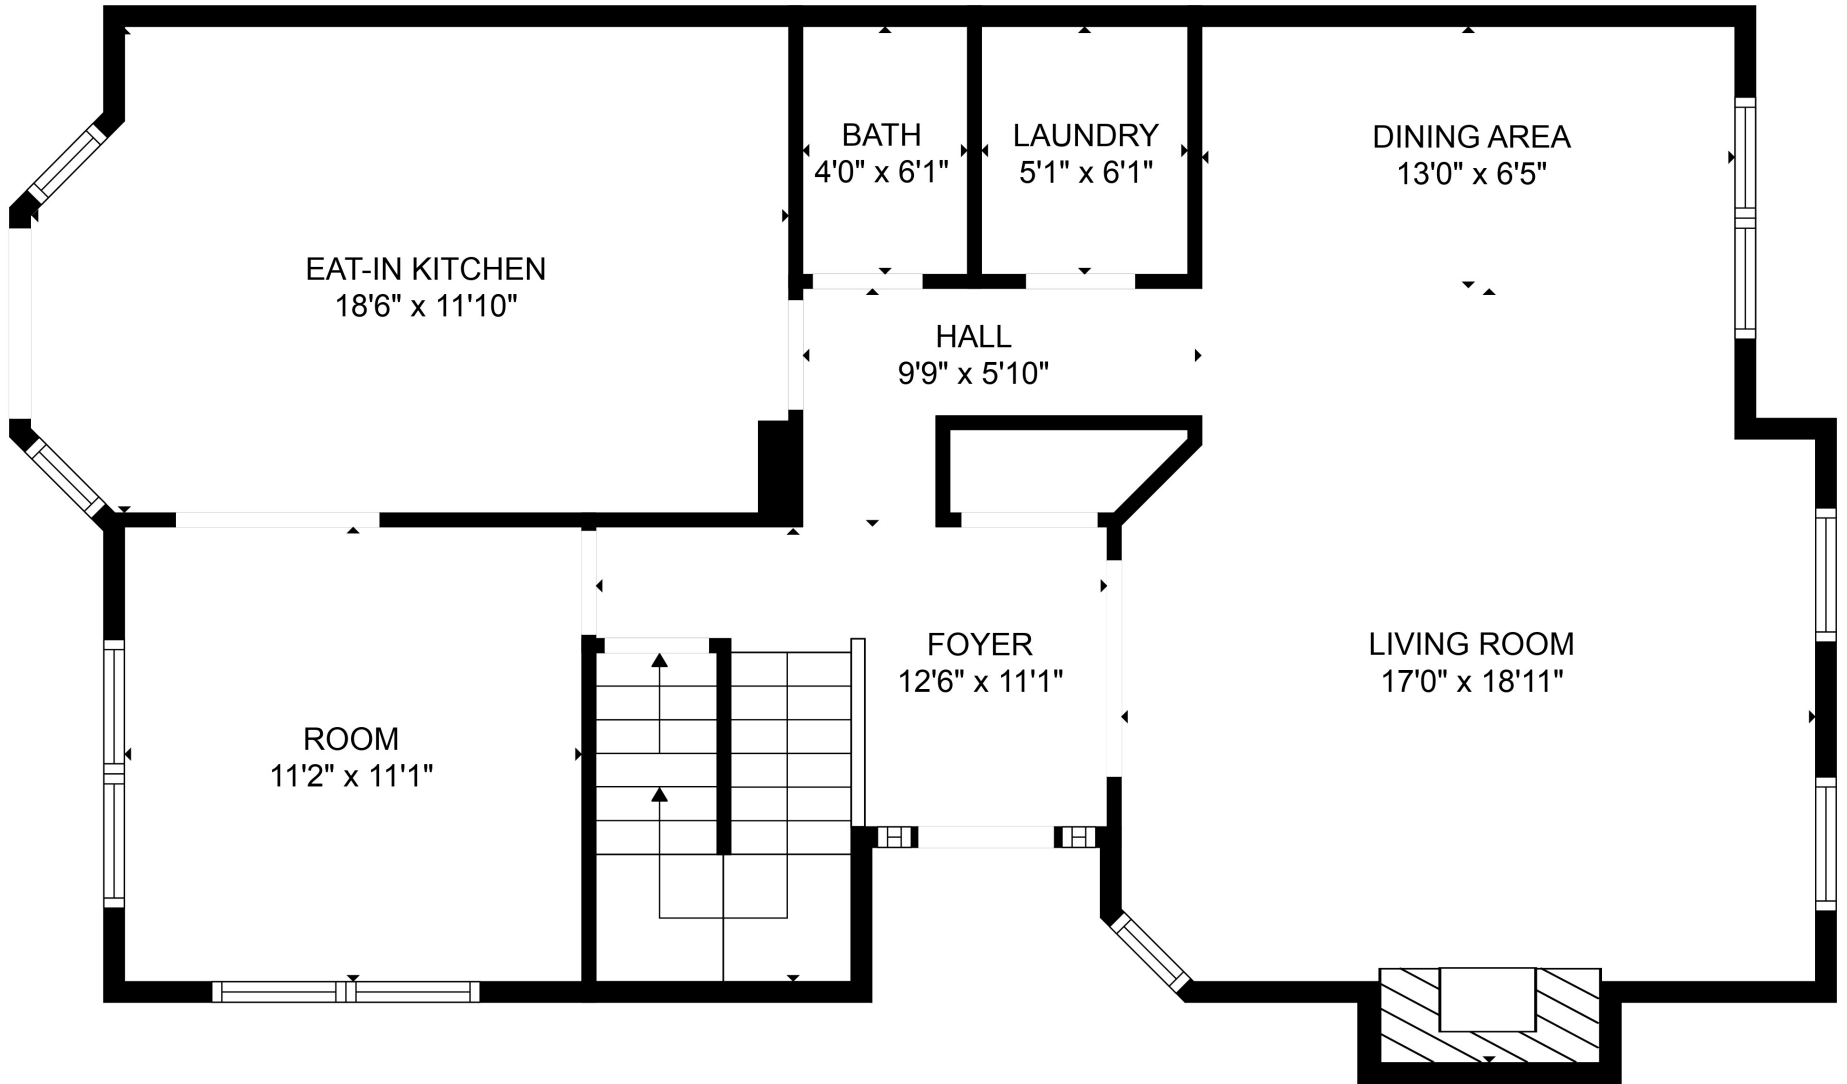 BATH
4'0" x 6'1"
LAUNDRY
5'1" x 6'1"
DINING AREA
13'0" x 6'5"
EAT-IN KITCHEN
18'6" x 11'10"
HALL
9'9" x 5'10"
FOYER
12'6" x 11'1"
LIVING ROOM
17'0" x 18'11"
ROOM
11'2" x 11'1"